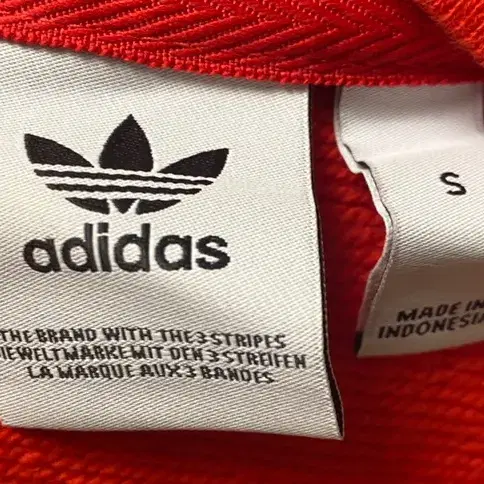 adidas
THE BRAND WITH THE 3 STRIPES
DIE WELTMARKE MIT DEN 3 STREIFEN
LA MARQUE AUX 3 BANDES
S
MADE IN
INDONESIA